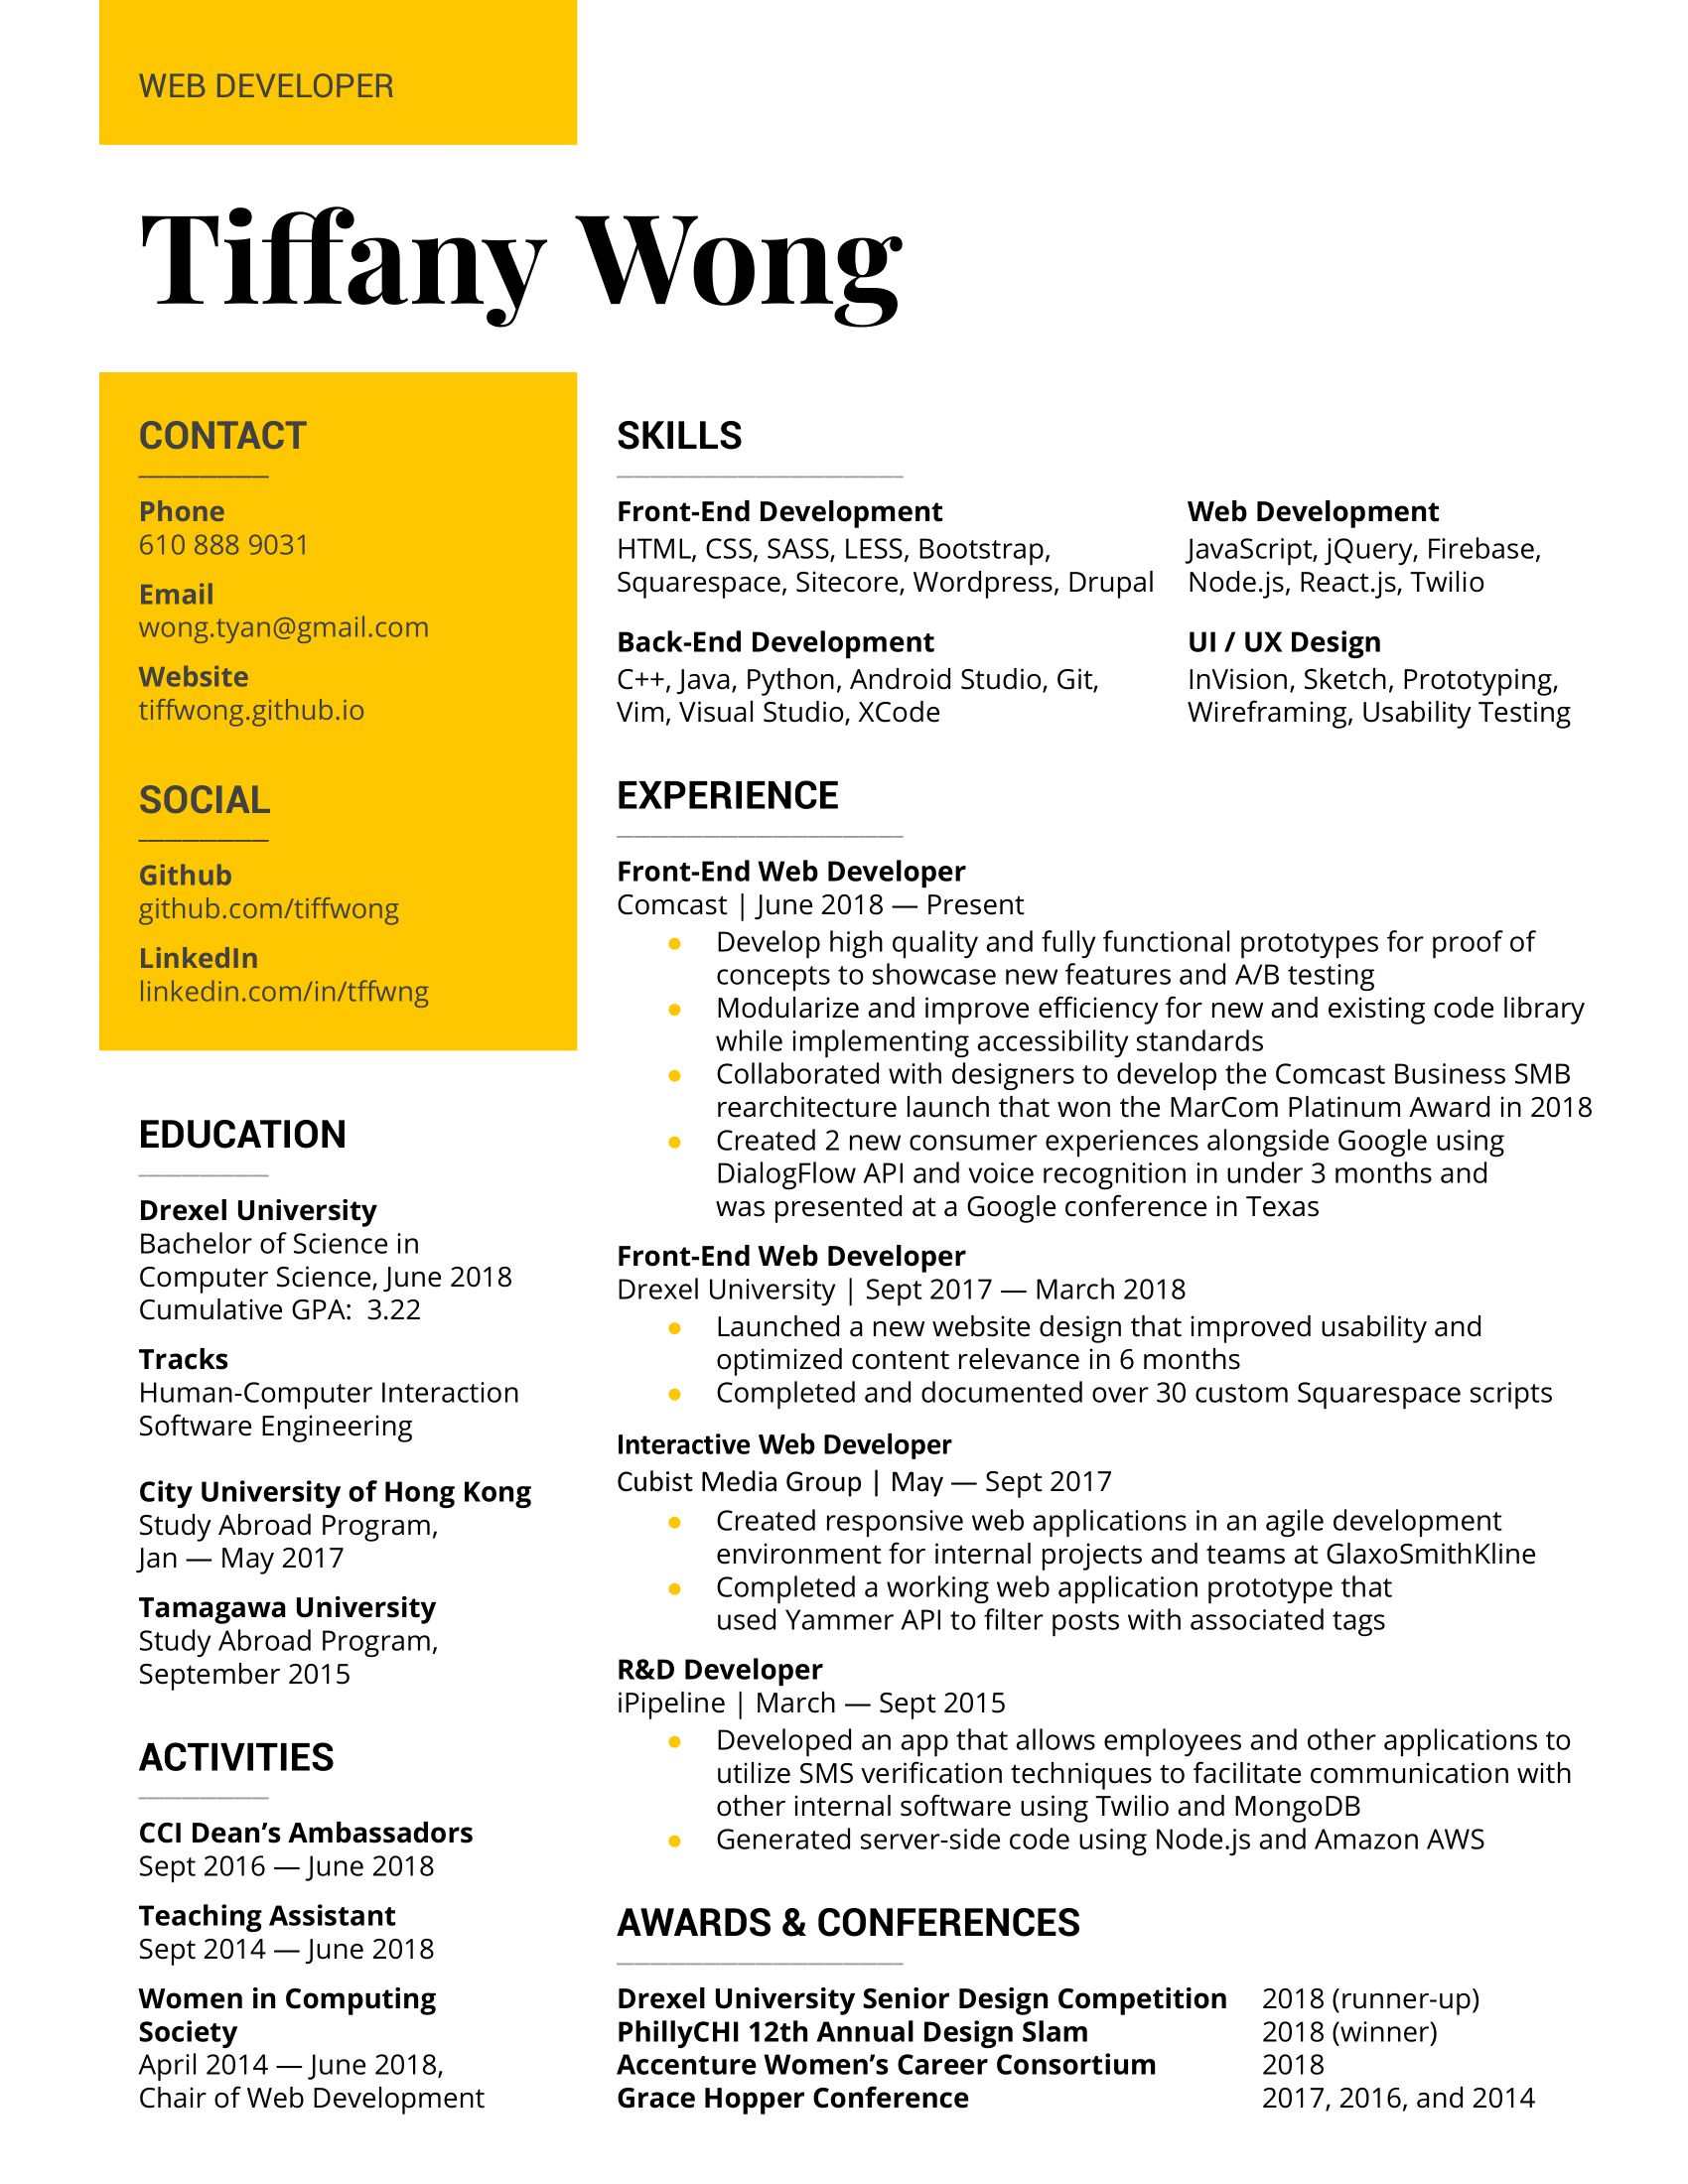 WEB DEVELOPER
Tiffany Wong
CONTACT
Phone
610 888 9031
Email
wong.tyan@gmail.com
Website
tiffwong.github.io
SOCIAL
Github
github.com/tiffwong
LinkedIn
linkedin.com/in/tffwng
EDUCATION
Drexel University
Bachelor of Science in
Computer Science, June 2018
Cumulative GPA:  3.22
Tracks
Human-Computer Interaction
Software Engineering
City University of Hong Kong
Study Abroad Program,
Jan — May 2017
Tamagawa University
Study Abroad Program,
September 2015
ACTIVITIES
CCI Dean’s Ambassadors
Sept 2016 — June 2018
Teaching Assistant
Sept 2014 — June 2018
Women in Computing
Society
April 2014 — June 2018,
Chair of Web Development
SKILLS
Front-End Development
HTML, CSS, SASS, LESS, Bootstrap,
Squarespace, Sitecore, Wordpress, Drupal
Web Development
JavaScript, jQuery, Firebase,
Node.js, React.js, Twilio
Back-End Development
C++, Java, Python, Android Studio, Git,
Vim, Visual Studio, XCode
UI / UX Design
InVision, Sketch, Prototyping,
Wireframing, Usability Testing
EXPERIENCE
Front-End Web Developer
Comcast | June 2018 — Present
● Develop high quality and fully functional prototypes for proof of
concepts to showcase new features and A/B testing
● Modularize and improve efficiency for new and existing code library
while implementing accessibility standards
● Collaborated with designers to develop the Comcast Business SMB
rearchitecture launch that won the MarCom Platinum Award in 2018
● Created 2 new consumer experiences alongside Google using
DialogFlow API and voice recognition in under 3 months and
was presented at a Google conference in Texas
Front-End Web Developer
Drexel University | Sept 2017 — March 2018
● Launched a new website design that improved usability and
optimized content relevance in 6 months
● Completed and documented over 30 custom Squarespace scripts
Interactive Web Developer
Cubist Media Group | May — Sept 2017
● Created responsive web applications in an agile development
environment for internal projects and teams at GlaxoSmithKline
● Completed a working web application prototype that
used Yammer API to filter posts with associated tags
R&D Developer
iPipeline | March — Sept 2015
● Developed an app that allows employees and other applications to
utilize SMS verification techniques to facilitate communication with
other internal software using Twilio and MongoDB
● Generated server-side code using Node.js and Amazon AWS
AWARDS & CONFERENCES
Drexel University Senior Design Competition 2018 (runner-up)
PhillyCHI 12th Annual Design Slam 2018 (winner)
Accenture Women’s Career Consortium 2018
Grace Hopper Conference 2017, 2016, and 2014